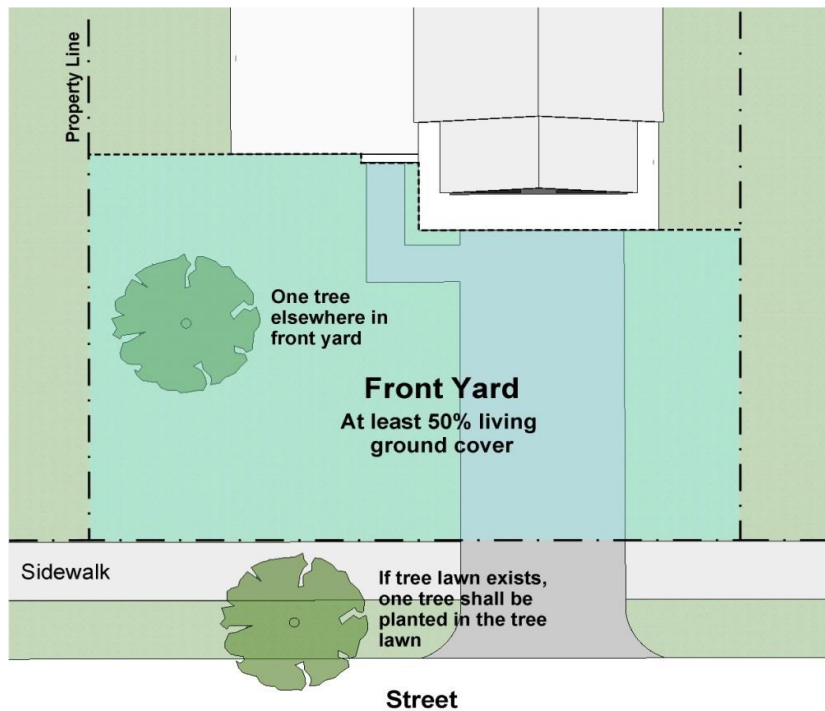 Property Line
One tree
elsewhere in
front yard
Front Yard
At least 50% living
ground cover
Sidewalk
If tree lawn exists,
one tree shall be
planted in the tree
lawn
Street